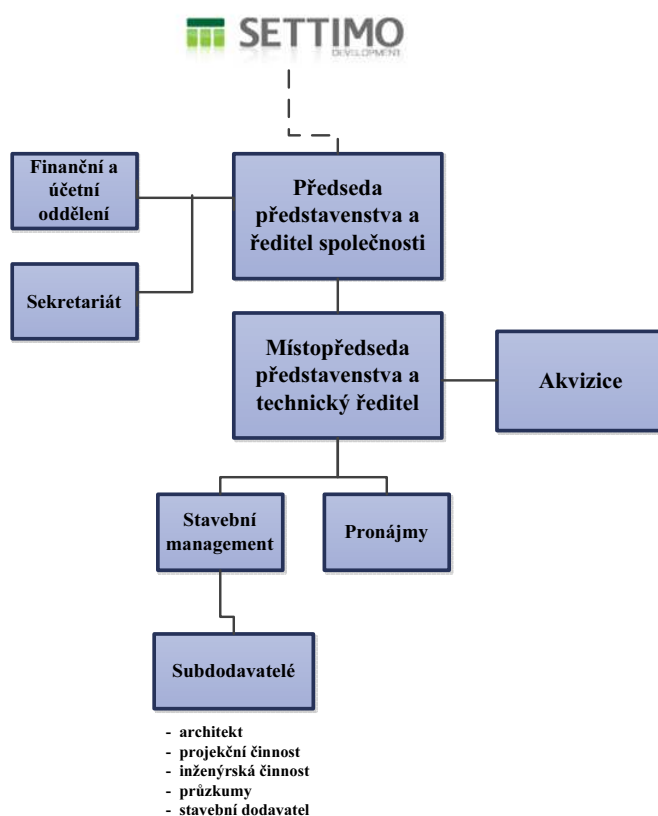 SETTIMO
DEVELOPMENT
Finanční a
účetní
oddělení
Předseda
představenstva a
ředitel společnosti
Sekretariát
Místopředseda
představenstva a
technický ředitel
Akvizice
Stavební
management
Pronájmy
Subdodavatelé
- architekt
- projekční činnost
- inženýrská činnost
- průzkumy
- stavební dodavatel